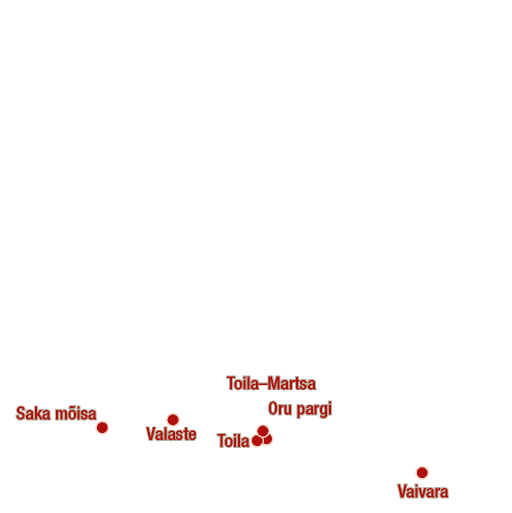 Toila–Martsa
Oru pargi
Saka mõisa
Valaste
Toila
Vaivara